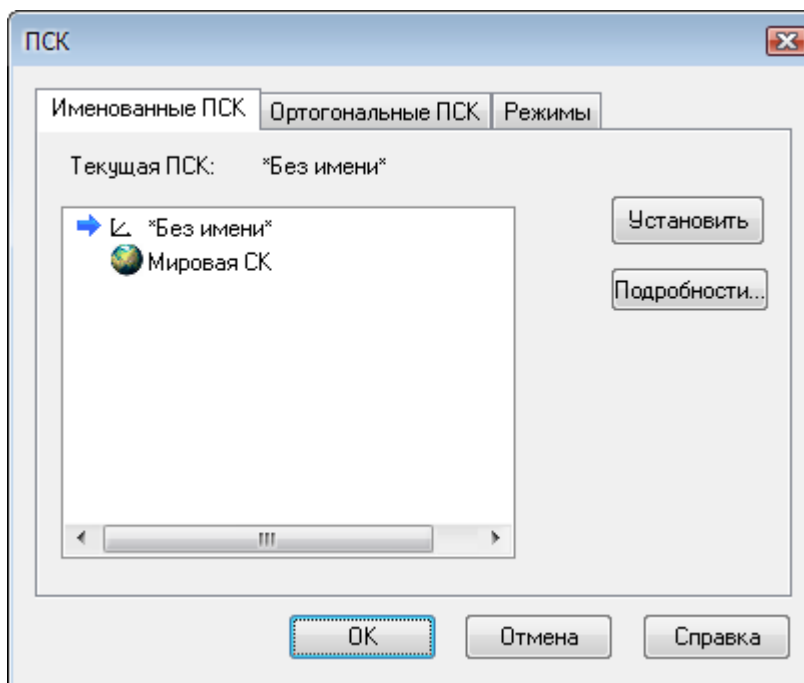 ПСК
Именованные ПСК Ортогональные ПСК Режимы
Текущая ПСК: *Без имени*
*Без имени*
Мировая СК
Установить
Подробности...
OK Отмена Справка